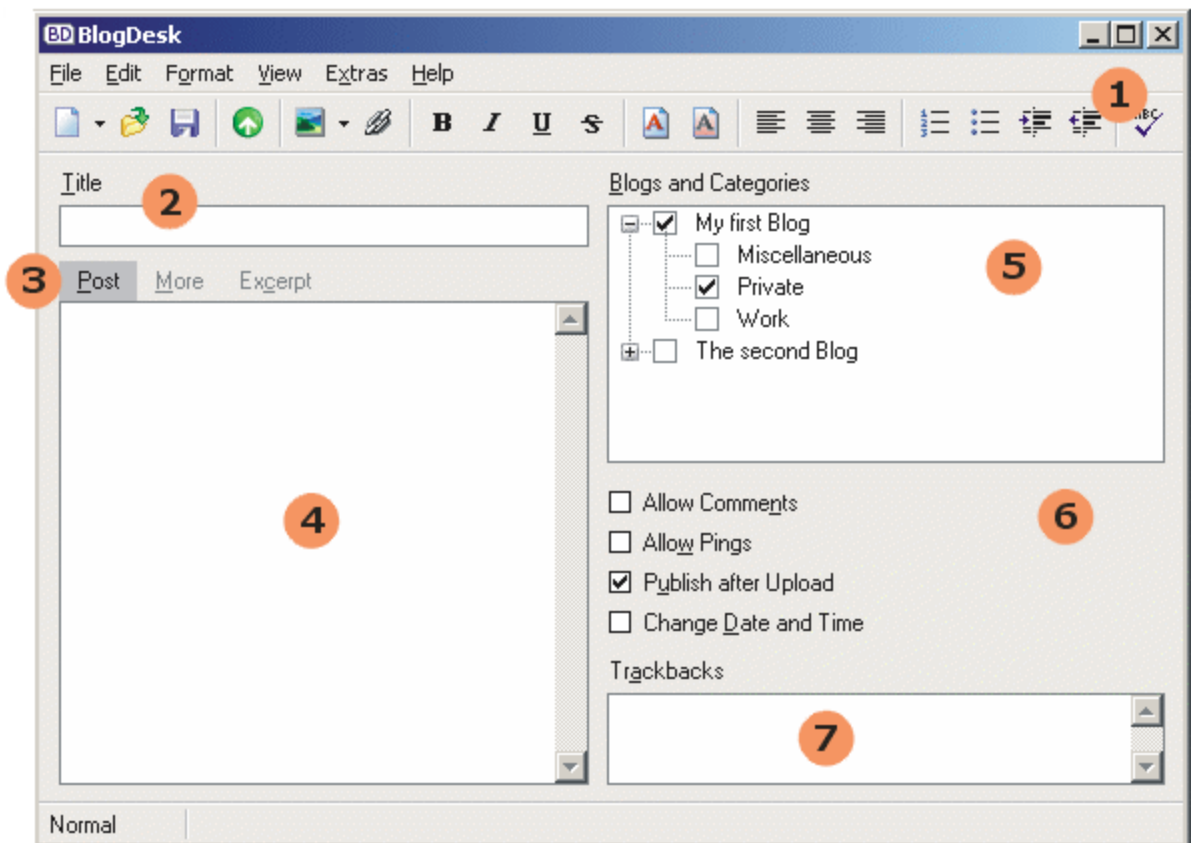 BD BlogDesk
File Edit Format View Extras Help
1
B I U S A A ABC
Title
2
Blogs and Categories
My first Blog
Miscellaneous
Private
Work
The second Blog
5
3
Post More Excerpt
4
Allow Comments
Allow Pings
Publish after Upload
Change Date and Time
6
Trackbacks
7
Normal